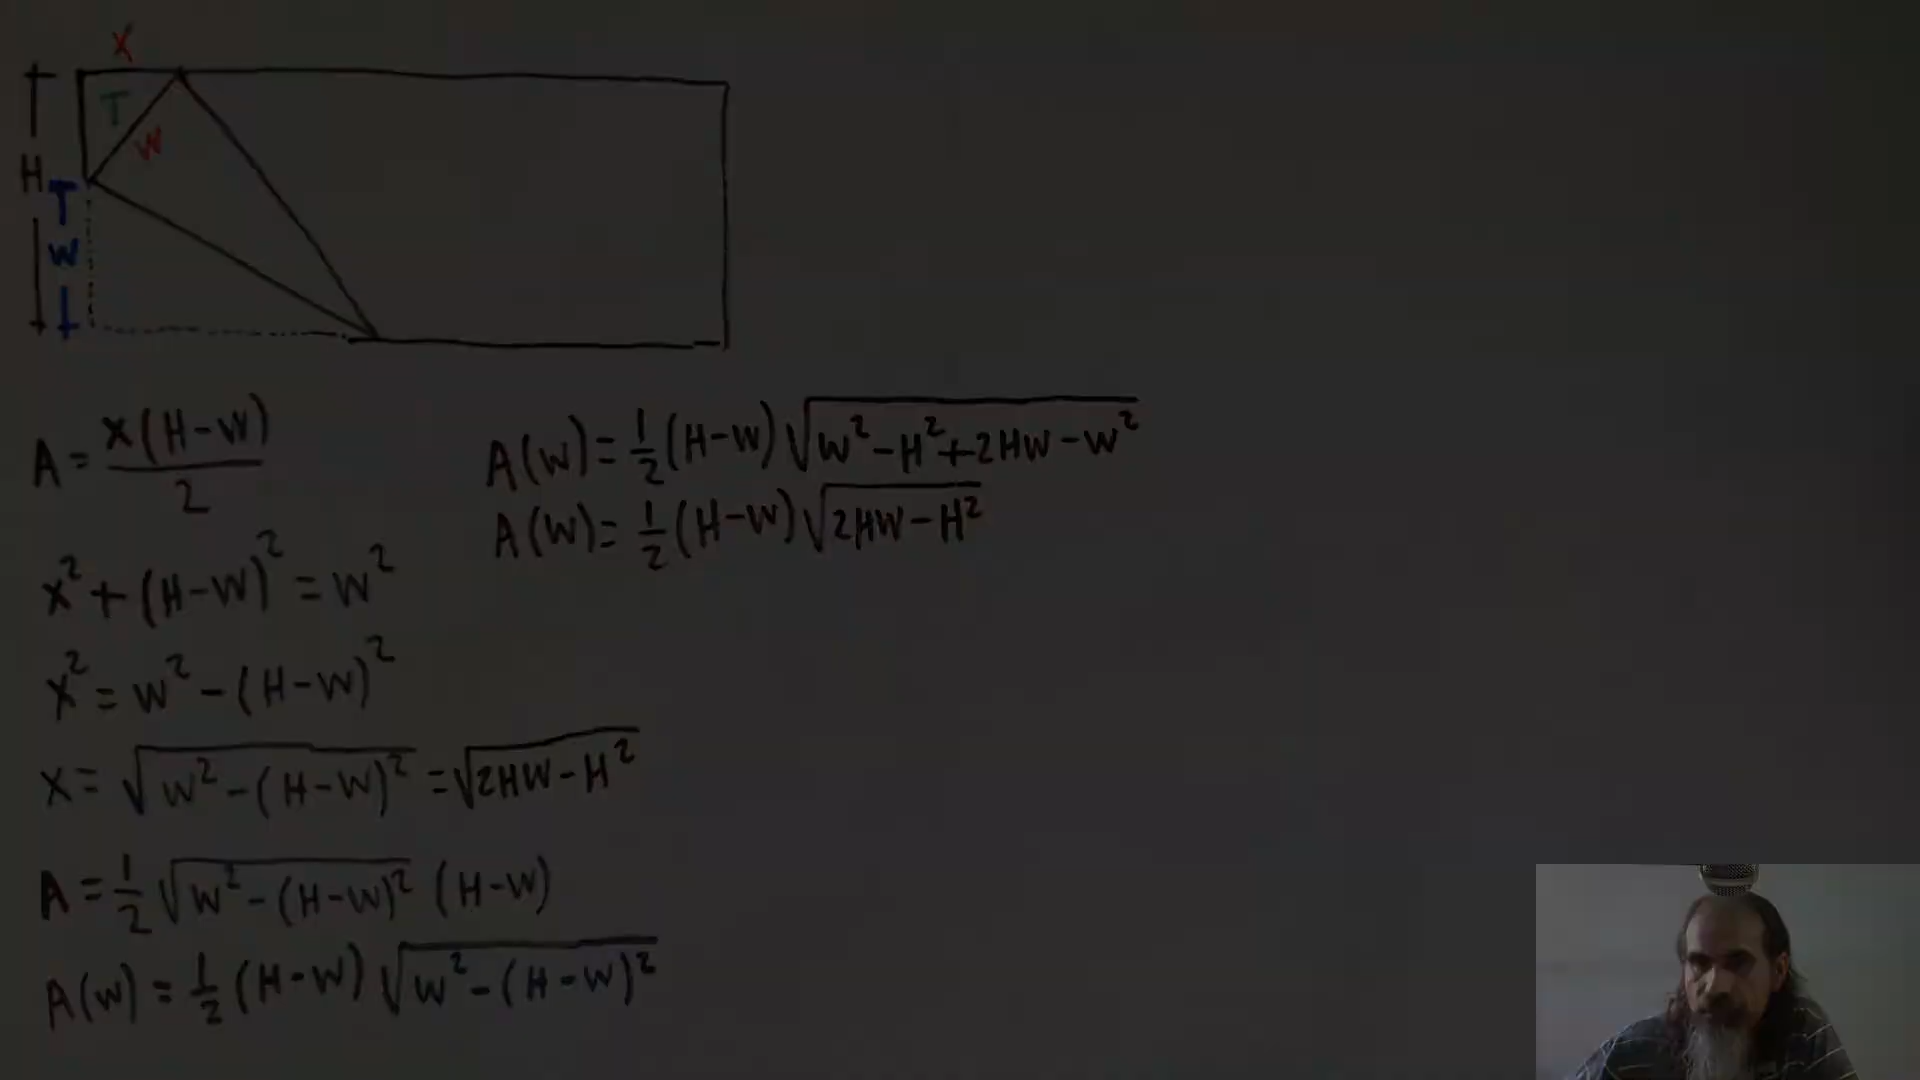 X
T
W
H
T
W
A = X(H-W)/2
X² + (H-W)² = W²
X² = W² - (H-W)²
X = √(W² - (H-W)²) = √(2HW - H²)
A = 1/2 √(W² - (H-W)²) (H-W)
A(W) = 1/2 (H-W) √(W² - (H-W)²)
A(W) = 1/2 (H-W) √(W² - H² + 2HW - W²)
A(W) = 1/2 (H-W) √(2HW - H²)